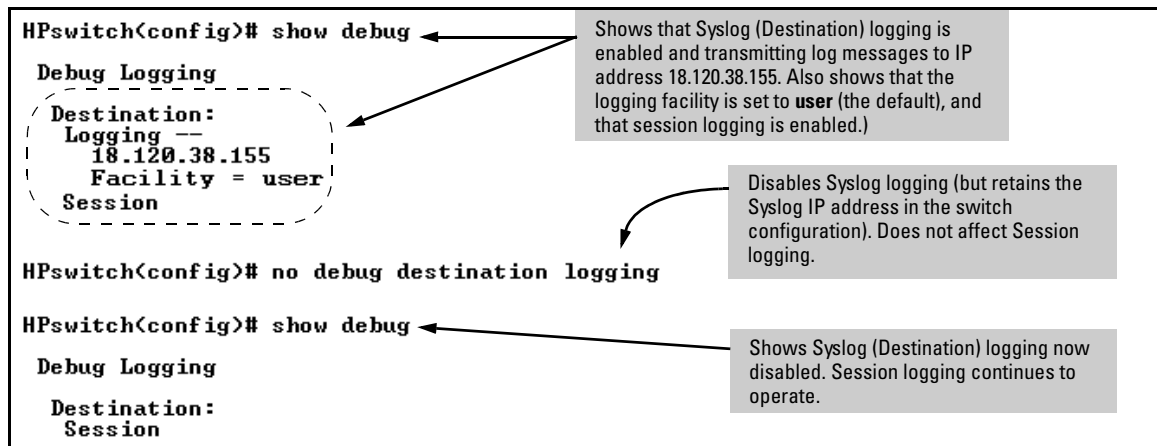 HPswitch(config)# show debug
Shows that Syslog (Destination) logging is
enabled and transmitting log messages to IP
address 18.120.38.155. Also shows that the
logging facility is set to user (the default), and
that session logging is enabled.)
Debug Logging
Destination:
Logging --
18.120.38.155
Facility = user
Session
Disables Syslog logging (but retains the
Syslog IP address in the switch
configuration). Does not affect Session
logging.
HPswitch(config)# no debug destination logging
HPswitch(config)# show debug
Shows Syslog (Destination) logging now
disabled. Session logging continues to
operate.
Debug Logging
Destination:
Session